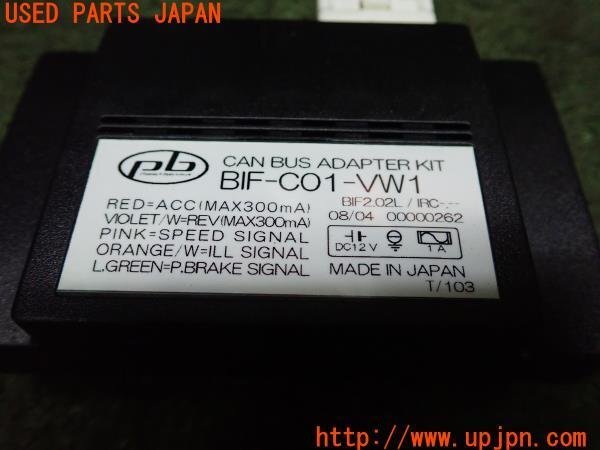 USED PARTS JAPAN
pb
CAN BUS ADAPTER KIT
BIF-C01-VW1
RED=ACC(MAX300mA)
BIF2.02L / IRC-.--
VIOLET/W=REV(MAX300mA)
08/04 00000262
PINK=SPEED SIGNAL
ORANGE/W=ILL SIGNAL
DC12V 1A
L.GREEN=P.BRAKE SIGNAL
MADE IN JAPAN
T/103
www.upjpn.com